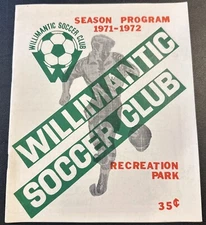 WILLIMANTIC SOCCER CLUB
W
SEASON PROGRAM
1971-1972
WILLIMANTIC
SOCCER CLUB
RECREATION
PARK
35¢